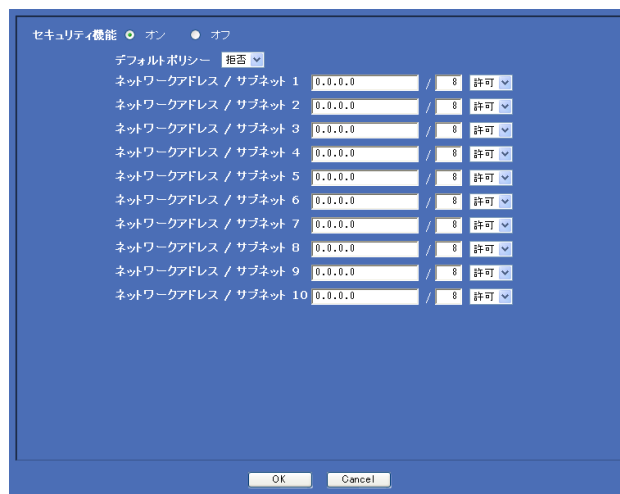 セキュリティ機能 オン オフ
デフォルトポリシー 拒否
ネットワークアドレス / サブネット 1 0.0.0.0 / 8 許可
ネットワークアドレス / サブネット 2 0.0.0.0 / 8 許可
ネットワークアドレス / サブネット 3 0.0.0.0 / 8 許可
ネットワークアドレス / サブネット 4 0.0.0.0 / 8 許可
ネットワークアドレス / サブネット 5 0.0.0.0 / 8 許可
ネットワークアドレス / サブネット 6 0.0.0.0 / 8 許可
ネットワークアドレス / サブネット 7 0.0.0.0 / 8 許可
ネットワークアドレス / サブネット 8 0.0.0.0 / 8 許可
ネットワークアドレス / サブネット 9 0.0.0.0 / 8 許可
ネットワークアドレス / サブネット 10 0.0.0.0 / 8 許可
OK Cancel